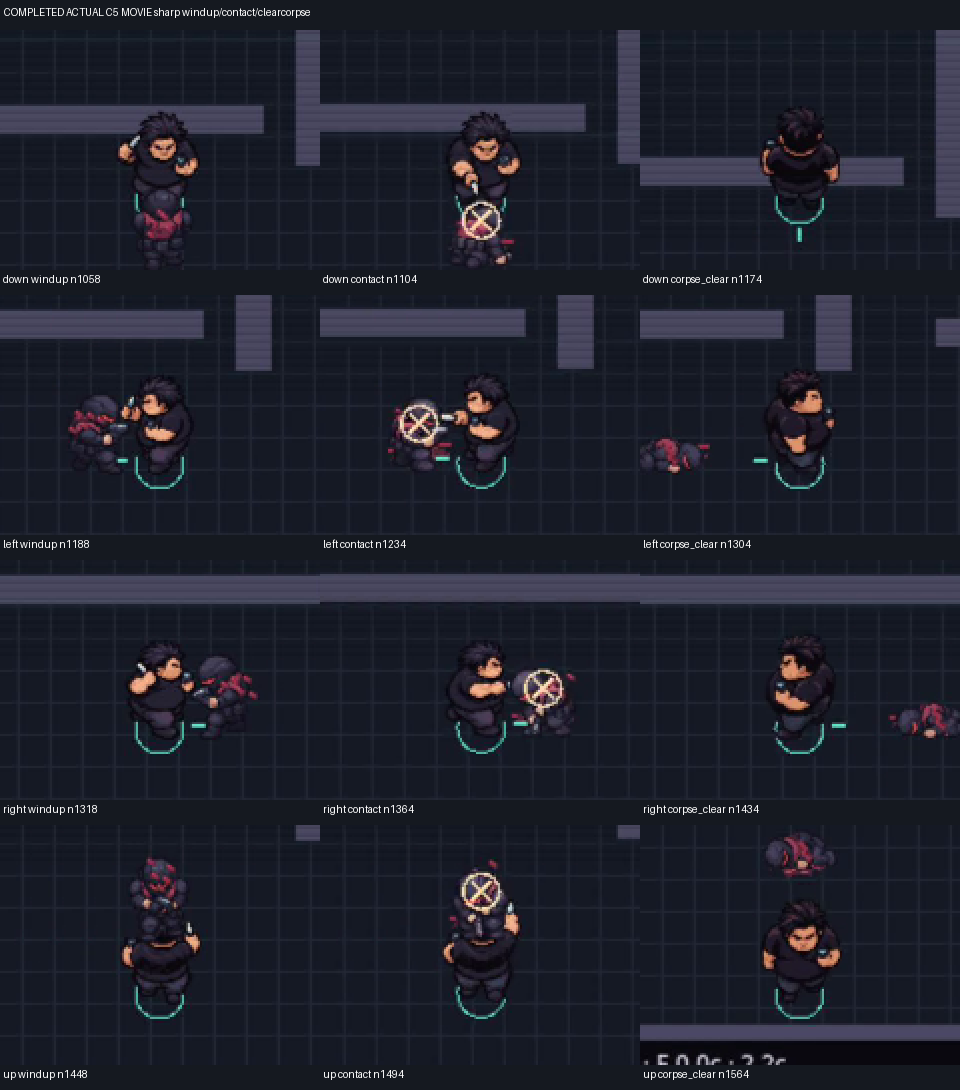 COMPLETED ACTUAL C5 MOVIE sharp windup/contact/clearcorpse
down windup n1058
down contact n1104
down corpse_clear n1174
left windup n1188
left contact n1234
left corpse_clear n1304
right windup n1318
right contact n1364
right corpse_clear n1434
up windup n1448
up contact n1494
up corpse_clear n1564